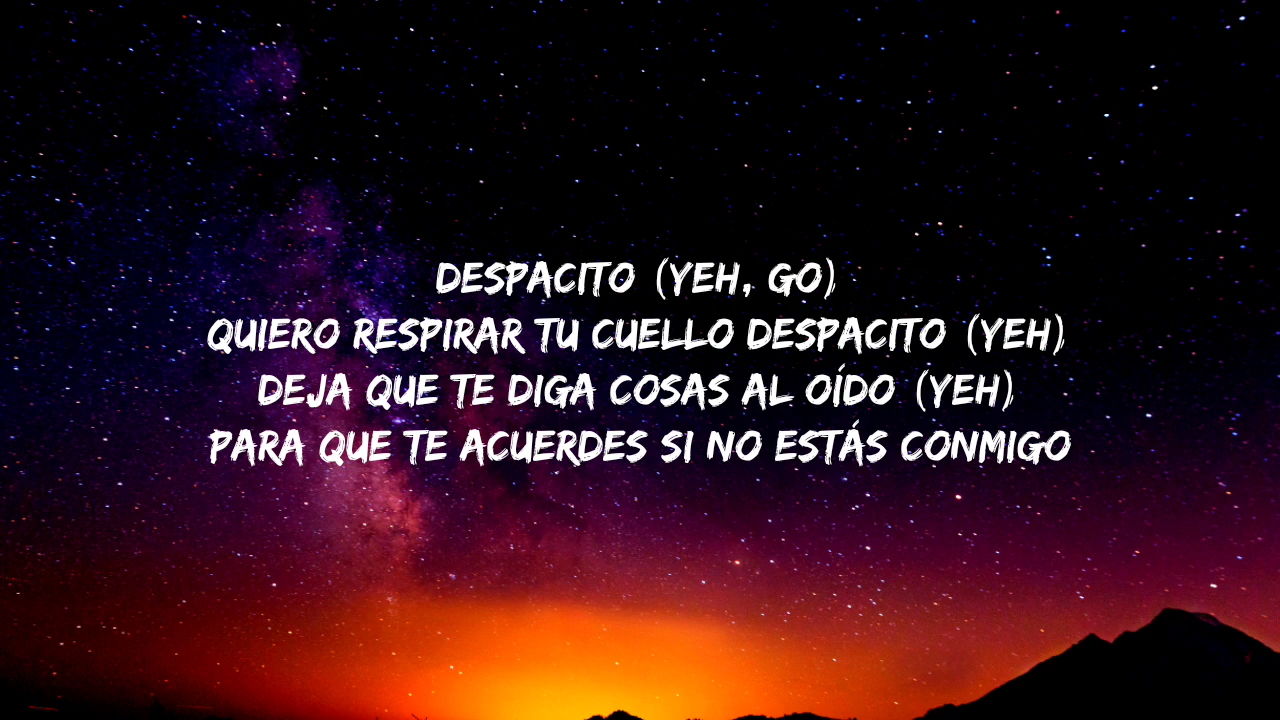 DESPACITO (YEH, GO)
QUIERO RESPIRAR TU CUELLO DESPACITO (YEH)
DEJA QUE TE DIGA COSAS AL OÍDO (YEH)
PARA QUE TE ACUERDES SI NO ESTÁS CONMIGO